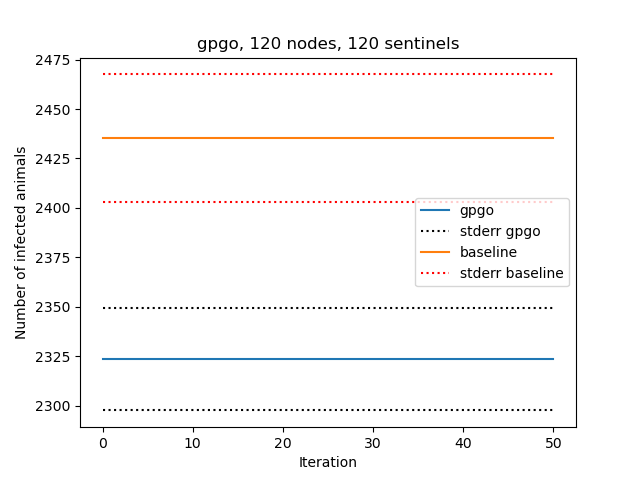 gpgo, 120 nodes, 120 sentinels
2475
2450
2425
2400
2375
2350
2325
2300
Number of infected animals
gpgo
stderr gpgo
baseline
stderr baseline
0 10 20 30 40 50
Iteration